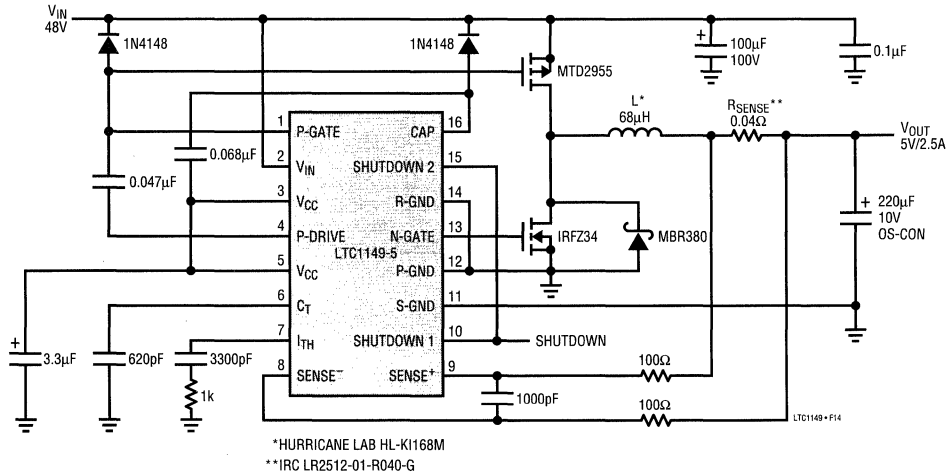 VIN
48V
1N4148
1N4148
MTD2955
+
100µF
100V
0.1µF
L*
68µH
RSENSE**
0.04Ω
VOUT
5V/2.5A
1 P-GATE
CAP 16
0.068µF
2 VIN
SHUTDOWN 2 15
0.047µF
3 VCC
R-GND 14
4 P-DRIVE
N-GATE 13
LTC1149-5
IRFZ34
MBR380
+
220µF
10V
OS-CON
5 VCC
P-GND 12
6 CT
S-GND 11
7 ITH
SHUTDOWN 1 10
SHUTDOWN
8 SENSE–
SENSE+ 9
+
3.3µF
620pF
3300pF
1k
1000pF
100Ω
100Ω
LTC1149 • F14
*HURRICANE LAB HL-KI168M
**IRC LR2512-01-R040-G